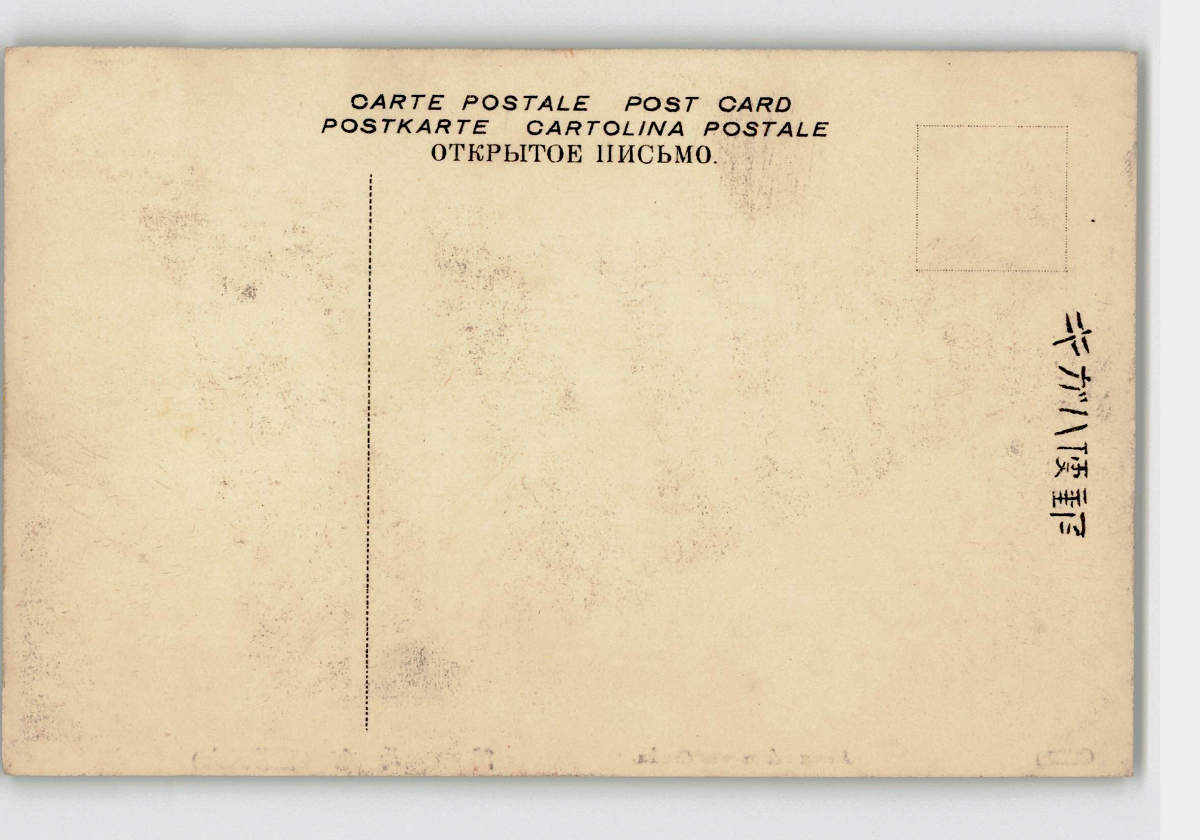 CARTE POSTALE POST CARD
POSTKARTE CARTOLINA POSTALE
ОТКРЫТОЕ ПИСЬМО.
郵便ハガキ